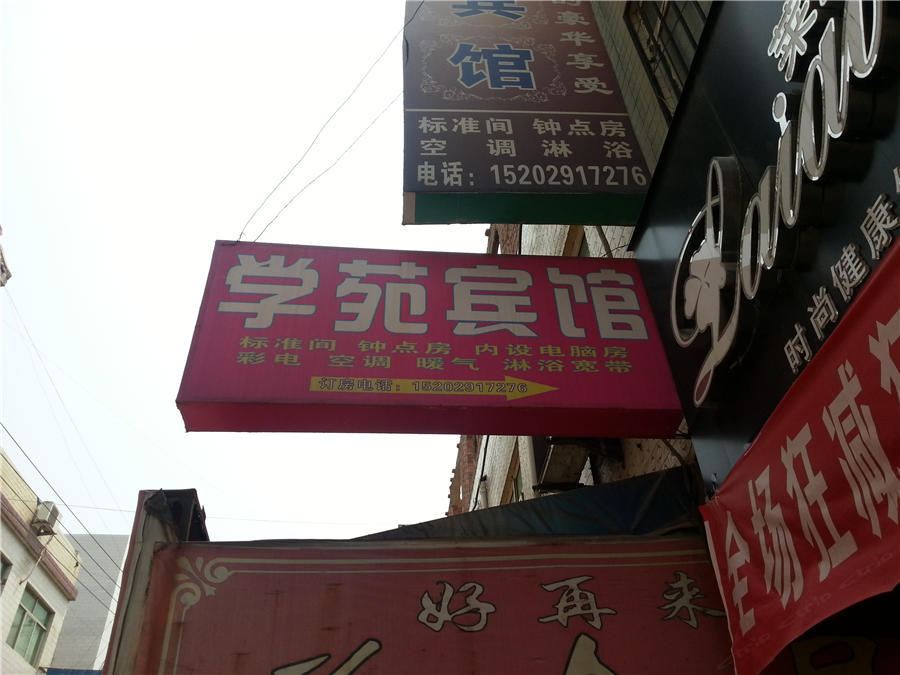 宾馆
豪华享受
标准间 钟点房
空 调 淋 浴
电话：15202917276
学苑宾馆
标准间 钟点房 内设电脑房
彩电 空调 暖气 淋浴宽带
订房电话：15202917276
Daidu
时尚健康
全场狂减
好再来